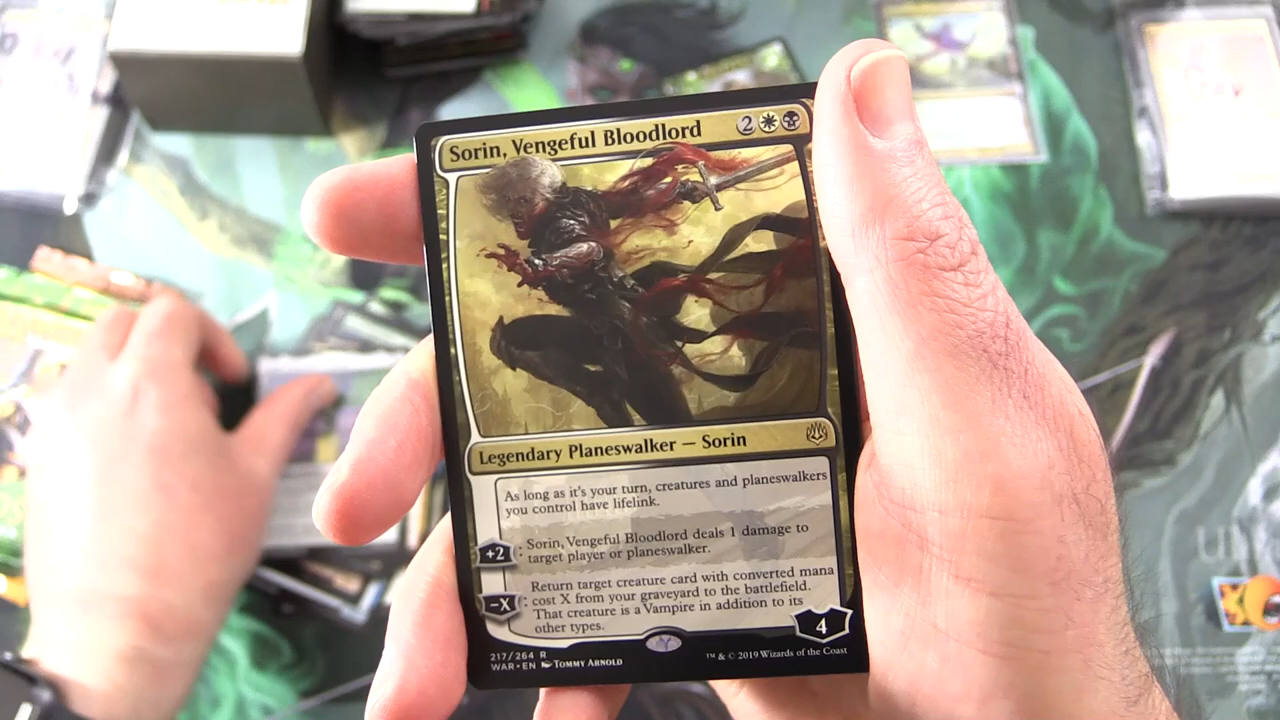 Sorin, Vengeful Bloodlord 2
Legendary Planeswalker — Sorin
As long as it's your turn, creatures and planeswalkers
you control have lifelink.
+2: Sorin, Vengeful Bloodlord deals 1 damage to
target player or planeswalker.
−X: Return target creature card with converted mana
cost X from your graveyard to the battlefield.
That creature is a Vampire in addition to its
other types.
4
217/264 R
WAR • EN TOMMY ARNOLD
™ & © 2019 Wizards of the Coast